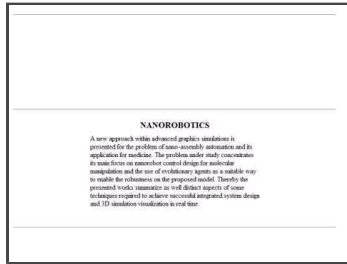 NANOROBOTICS
A new approach within advanced graphics simulations is
presented for the problem of nano-assembly automation and its
application for medicine. The problem under study concentrates
its main focus on nanorobot control design for molecular
manipulation and the use of evolutionary agents as a suitable way
to enable the robustness on the proposed model. Thereby the
presented works summarize as well distinct aspects of some
techniques required to achieve successful integrated system design
and 3D simulation visualization in real time.